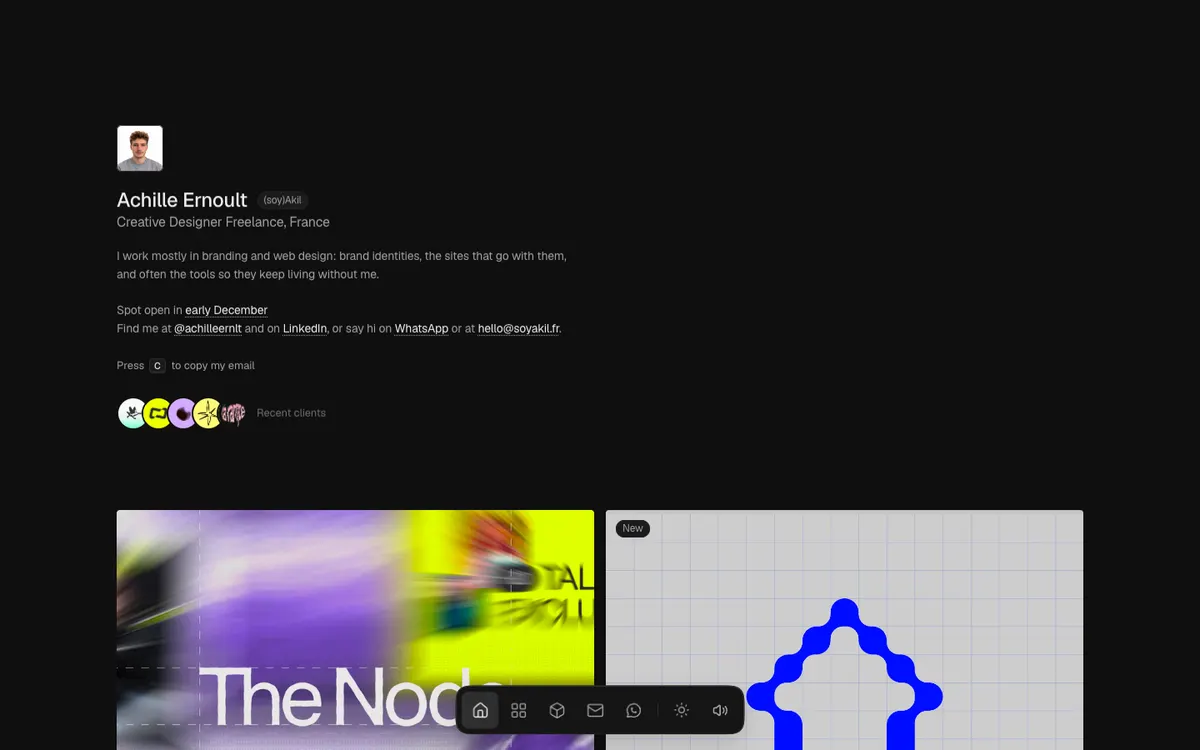 Achille Ernoult (soy)Akil
Creative Designer Freelance, France
I work mostly in branding and web design: brand identities, the sites that go with them,
and often the tools so they keep living without me.
Spot open in early December
Find me at @achilleernlt and on LinkedIn, or say hi on WhatsApp or at hello@soyakil.fr.
Press C to copy my email
Recent clients
New
The Node